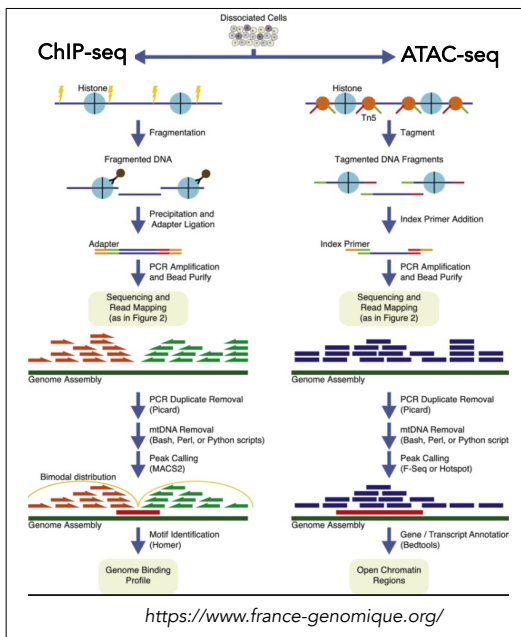 Dissociated Cells
ChIP-seq
ATAC-seq
Histone
Fragmentation
Fragmented DNA
Precipitation and
Adapter Ligation
Adapter
PCR Amplification
and Bead Purify
Sequencing and
Read Mapping
(as in Figure 2)
Genome Assembly
PCR Duplicate Removal
(Picard)
mtDNA Removal
(Bash, Perl, or Python scripts)
Peak Calling
(MACS2)
Bimodal distribution
Genome Assembly
Motif Identification
(Homer)
Genome Binding
Profile
Histone
Tn5
Tagment
Tagmented DNA Fragments
Index Primer Addition
Index Primer
PCR Amplification
and Bead Purify
Sequencing and
Read Mapping
(as in Figure 2)
Genome Assembly
PCR Duplicate Removal
(Picard)
mtDNA Removal
(Bash, Perl, or Python script
Peak Calling
(F-Seq or Hotspot)
Genome Assembly
Gene / Transcript Annotation
(Bedtools)
Open Chromatin
Regions
https://www.france-genomique.org/